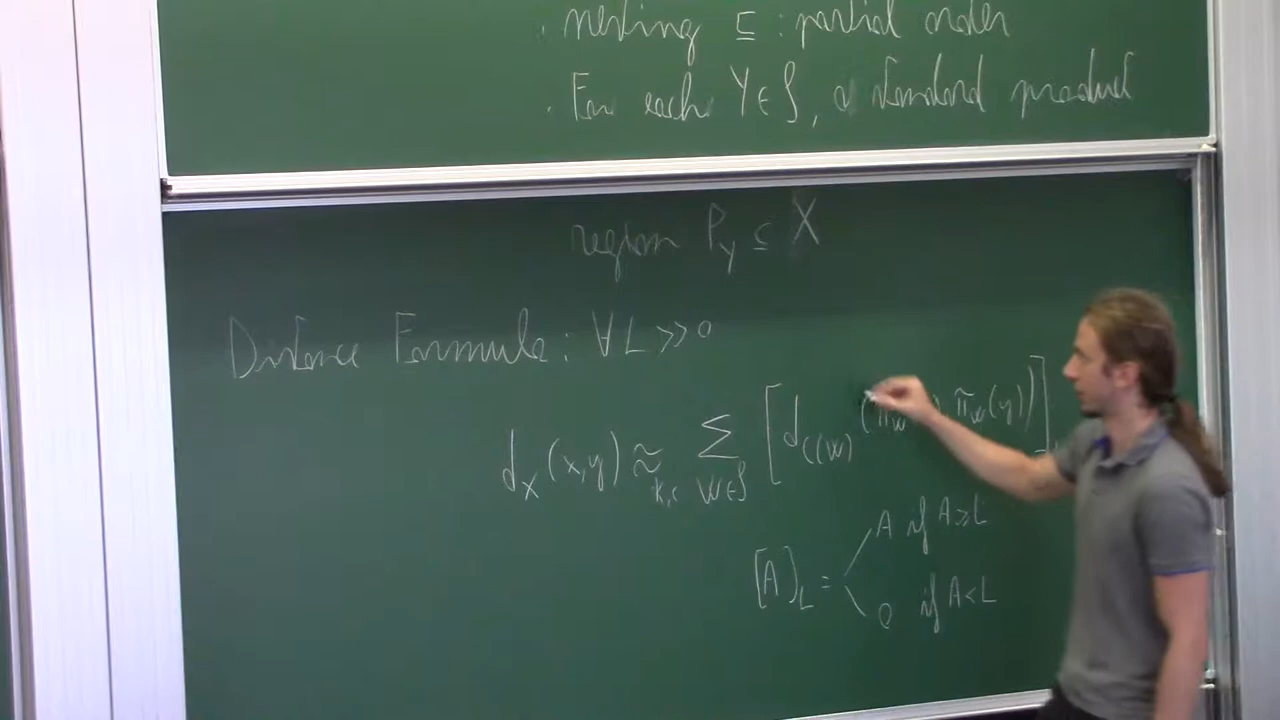 . nesting ⊆ : partial order
. For each Y ∈ 𝔖, a standard product
region P_Y ⊆ X
Distance Formula : ∀ L >> 0
d_X (x,y) ≈_{K,C} Σ_{W∈𝔖} [ d_{C(W)} (π_W , π_W(y)) ]
[A]_L = A if A ≥ L
0 if A < L